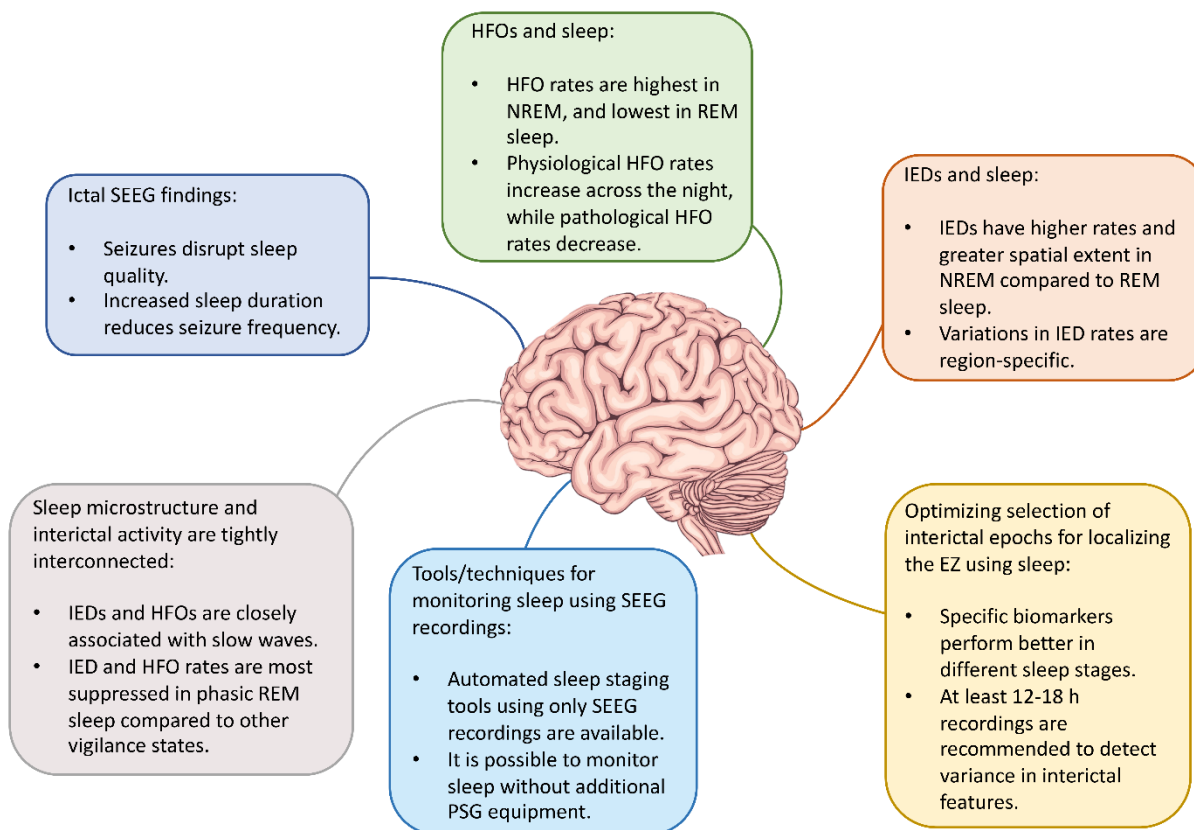 HFOs and sleep:
• HFO rates are highest in
NREM, and lowest in REM
sleep.
• Physiological HFO rates
increase across the night,
while pathological HFO
rates decrease.
Ictal SEEG findings:
• Seizures disrupt sleep
quality.
• Increased sleep duration
reduces seizure frequency.
IEDs and sleep:
• IEDs have higher rates and
greater spatial extent in
NREM compared to REM
sleep.
• Variations in IED rates are
region-specific.
Sleep microstructure and
interictal activity are tightly
interconnected:
• IEDs and HFOs are closely
associated with slow waves.
• IED and HFO rates are most
suppressed in phasic REM
sleep compared to other
vigilance states.
Tools/techniques for
monitoring sleep using SEEG
recordings:
• Automated sleep staging
tools using only SEEG
recordings are available.
• It is possible to monitor
sleep without additional
PSG equipment.
Optimizing selection of
interictal epochs for localizing
the EZ using sleep:
• Specific biomarkers
perform better in
different sleep stages.
• At least 12-18 h
recordings are
recommended to detect
variance in interictal
features.